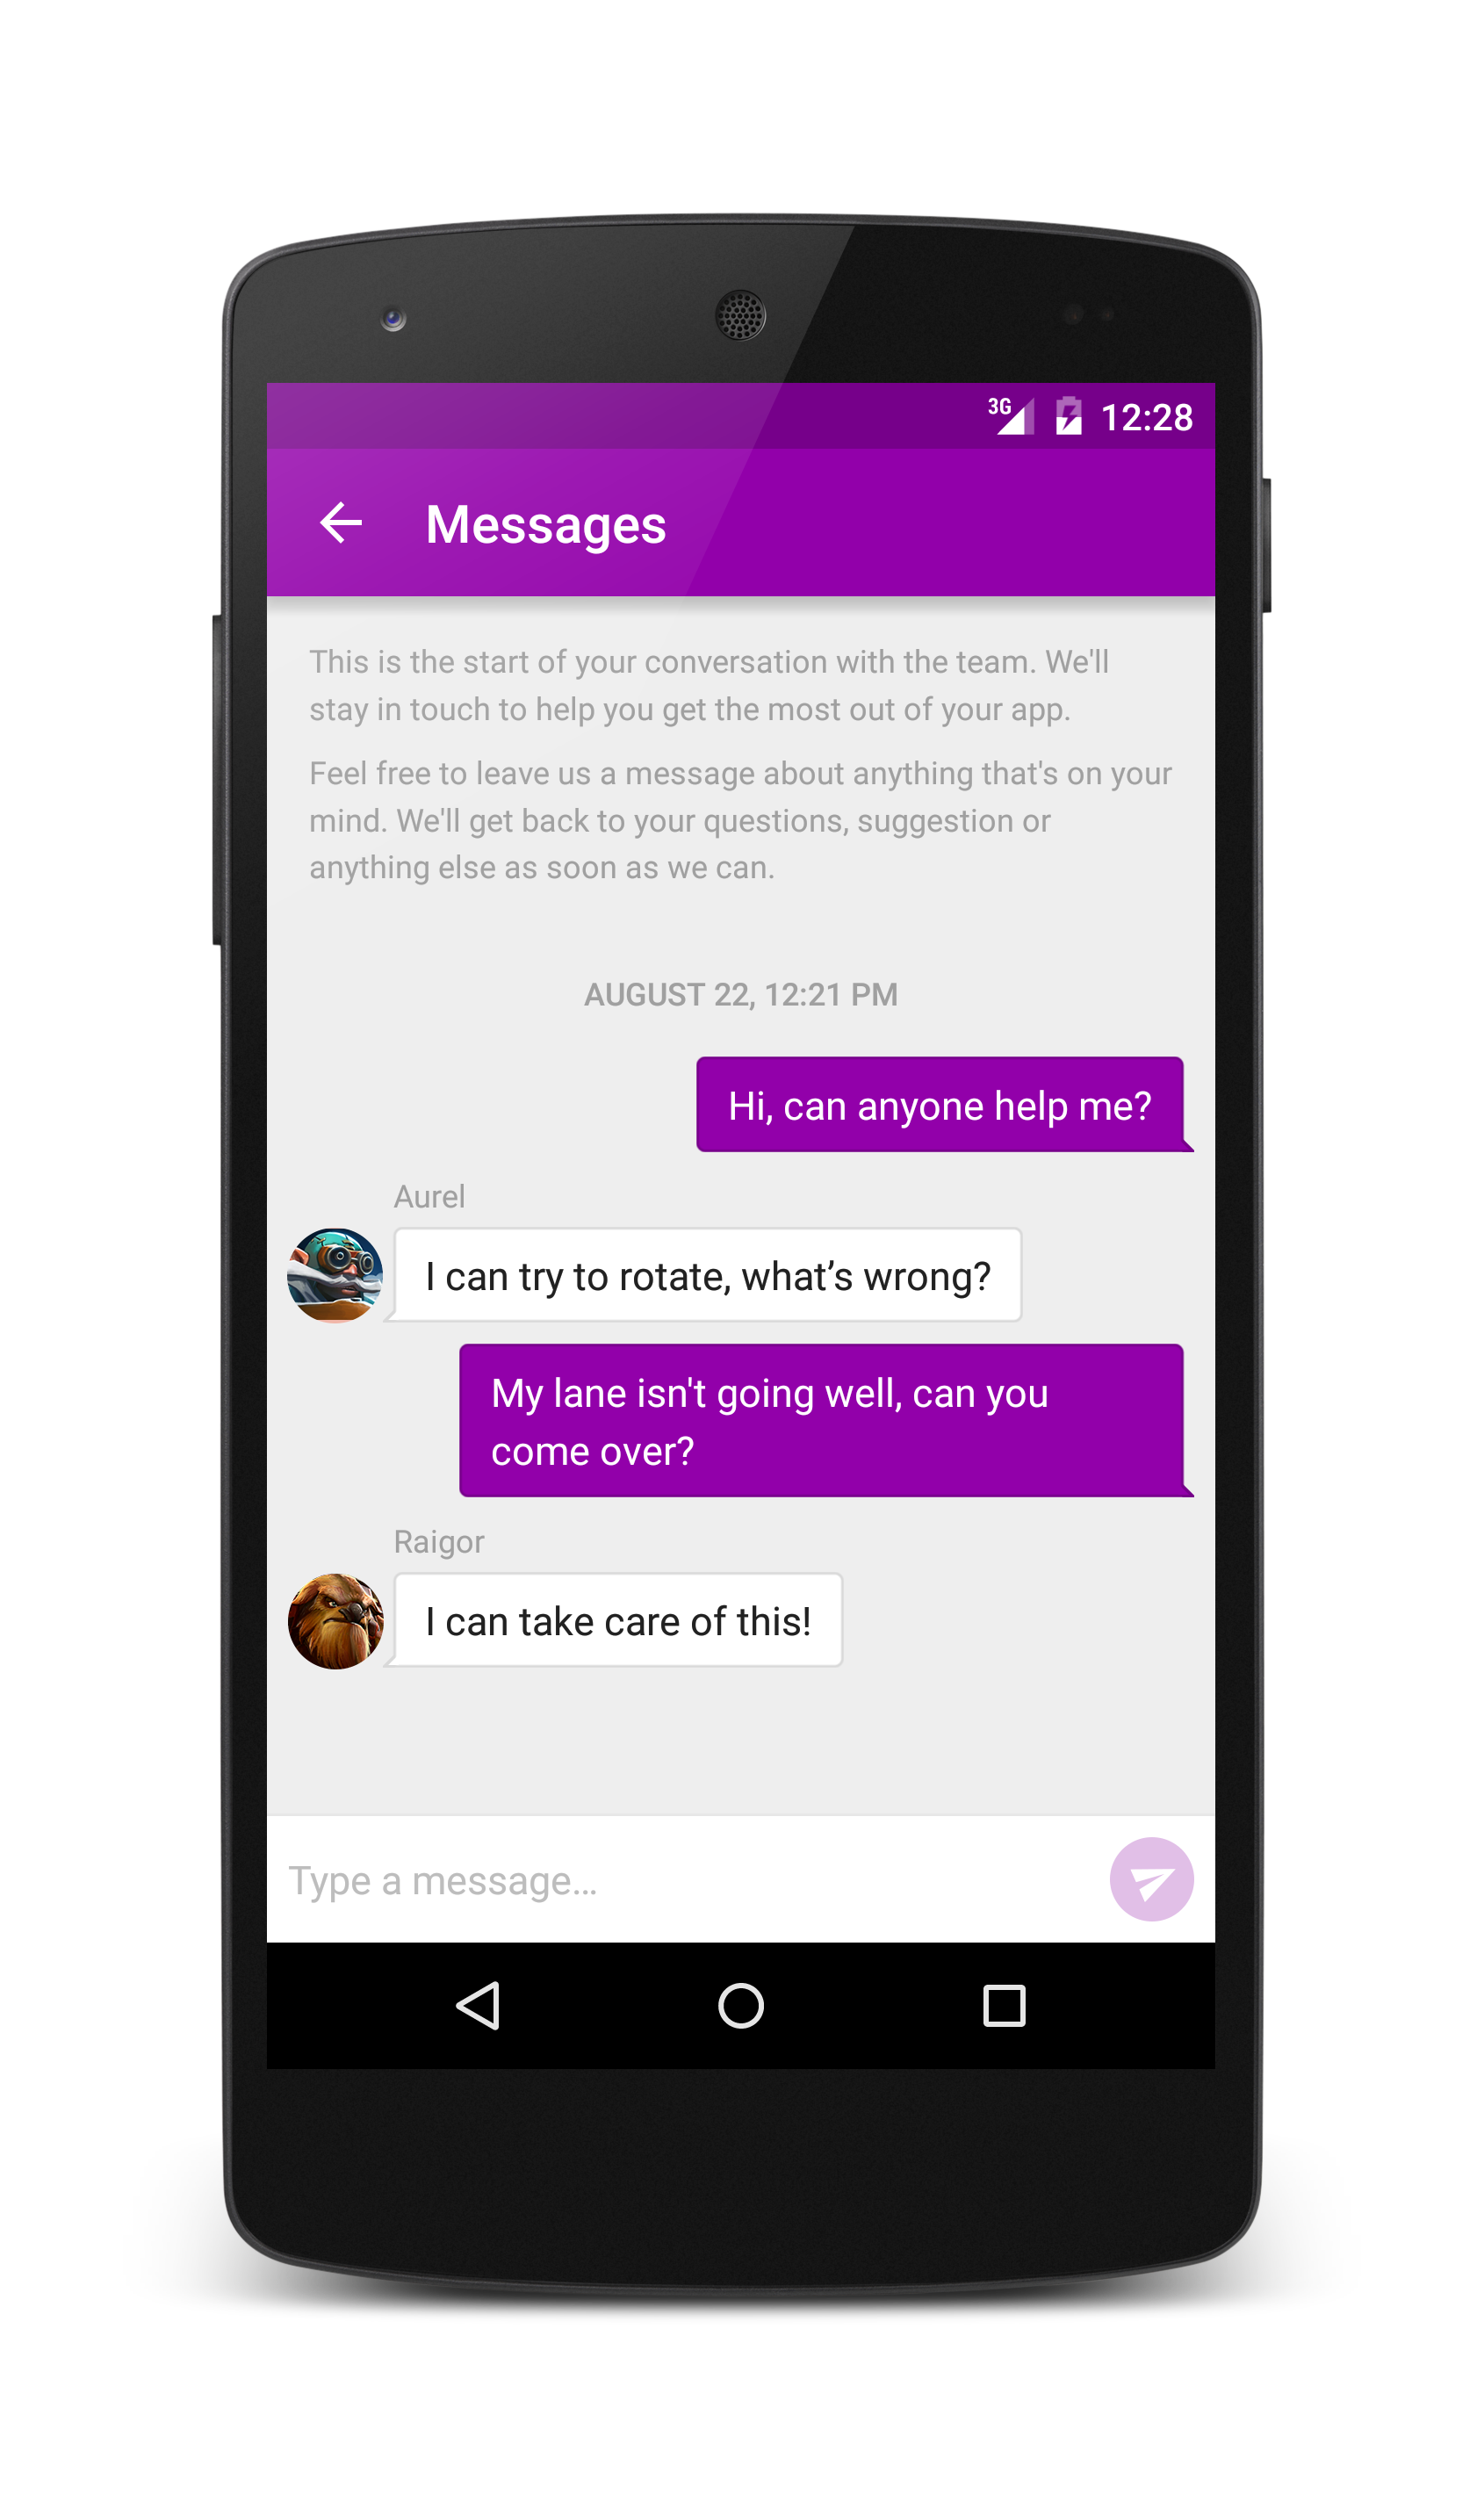 3G 12:28
Messages
This is the start of your conversation with the team. We'll
stay in touch to help you get the most out of your app.
Feel free to leave us a message about anything that's on your
mind. We'll get back to your questions, suggestion or
anything else as soon as we can.
AUGUST 22, 12:21 PM
Hi, can anyone help me?
Aurel
I can try to rotate, what’s wrong?
My lane isn't going well, can you
come over?
Raigor
I can take care of this!
Type a message…